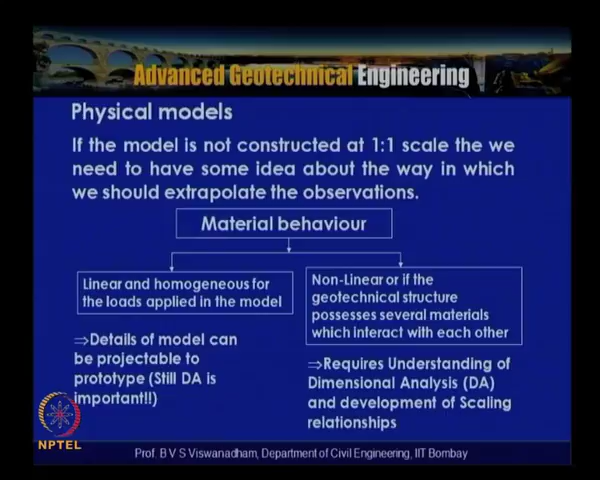 Advanced Geotechnical Engineering
Physical models
If the model is not constructed at 1:1 scale the we
need to have some idea about the way in which
we should extrapolate the observations.
Material behaviour
Linear and homogeneous for
the loads applied in the model
Non-Linear or if the
geotechnical structure
possesses several materials
which interact with each other
⇒Details of model can
be projectable to
prototype (Still DA is
important!!)
⇒Requires Understanding of
Dimensional Analysis (DA)
and development of Scaling
relationships
NPTEL
Prof. B V S Viswanadham, Department of Civil Engineering, IIT Bombay